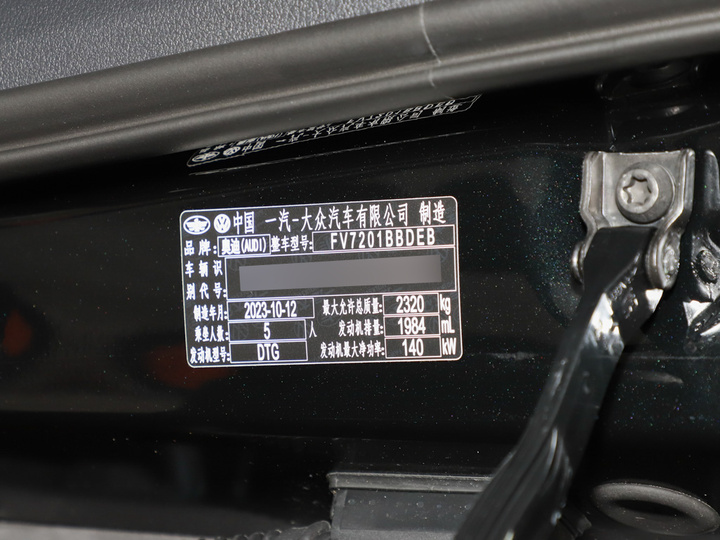 中国 一汽-大众汽车有限公司 制造
品牌: 奥迪(AUDI) 整车型号: FV7201BBDEB
车辆识
别代号:
制造年月: 2023-10-12 最大允许总质量: 2320 kg
乘坐人数: 5 人 发动机排量: 1984 mL
发动机型号: DTG 发动机最大净功率: 140 kW